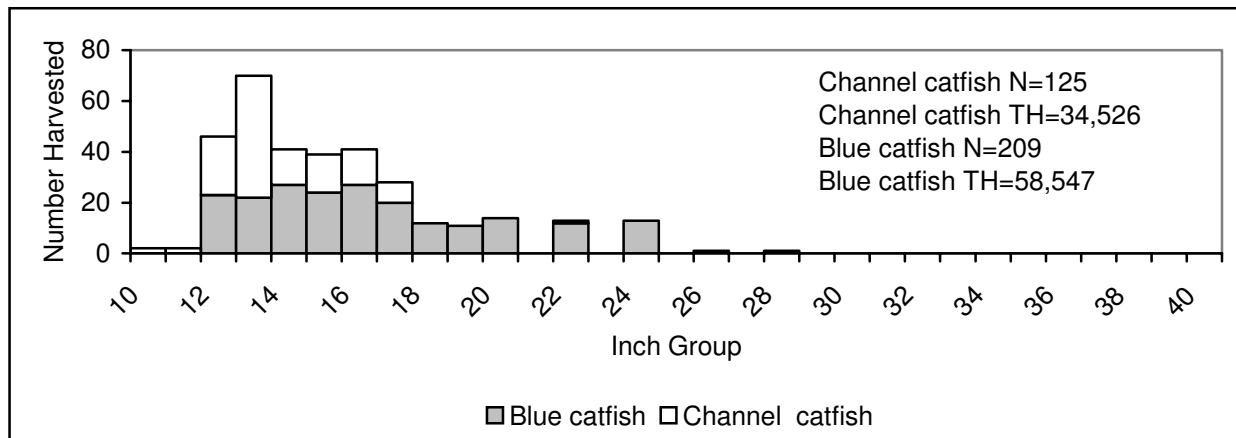 Number Harvested
80
60
40
20
0
Channel catfish N=125
Channel catfish TH=34,526
Blue catfish N=209
Blue catfish TH=58,547
10 12 14 16 18 20 22 24 26 28 30 32 34 36 38 40
Inch Group
Blue catfish Channel catfish